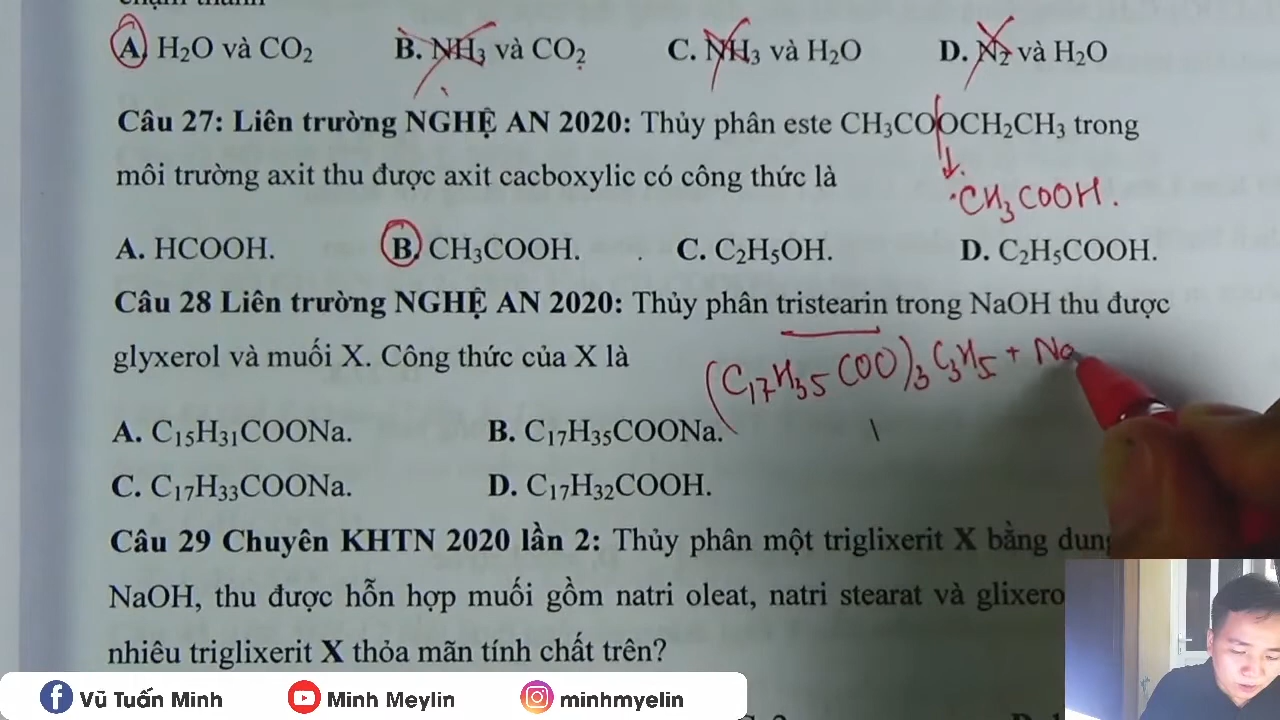 A. H₂O và CO₂ B. NH₃ và CO₂ C. NH₃ và H₂O D. N₂ và H₂O
Câu 27: Liên trường NGHỆ AN 2020: Thủy phân este CH₃COOCH₂CH₃ trong
môi trường axit thu được axit cacboxylic có công thức là
CH₃COOH.
A. HCOOH. B. CH₃COOH. C. C₂H₅OH. D. C₂H₅COOH.
Câu 28 Liên trường NGHỆ AN 2020: Thủy phân tristearin trong NaOH thu được
glyxerol và muối X. Công thức của X là
(C₁₇H₃₅COO)₃C₃H₅ + Na
A. C₁₅H₃₁COONa. B. C₁₇H₃₅COONa.
C. C₁₇H₃₃COONa. D. C₁₇H₃₂COOH.
Câu 29 Chuyên KHTN 2020 lần 2: Thủy phân một triglixerit X bằng
NaOH, thu được hỗn hợp muối gồm natri oleat, natri stearat và
nhiêu triglixerit X thỏa mãn tính chất trên?
Vũ Tuấn Minh Minh Meylin minhmyelin